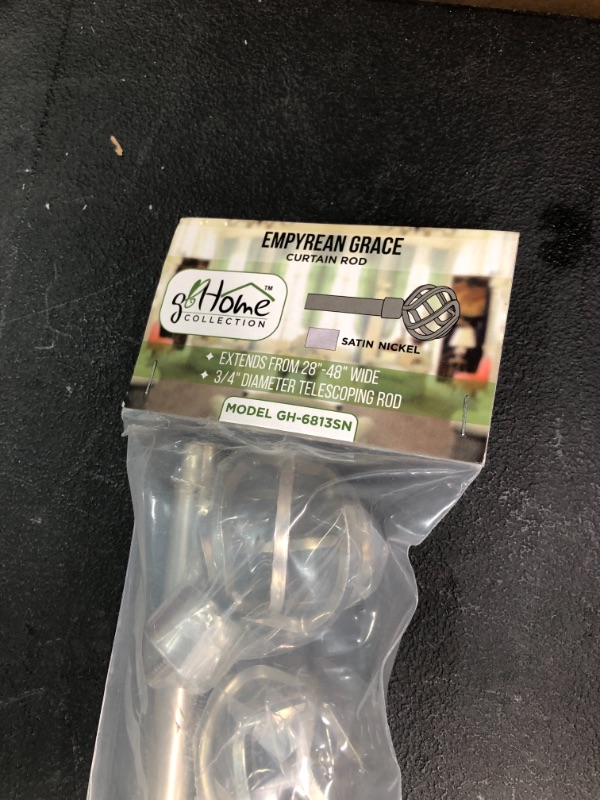 EMPYREAN GRACE
CURTAIN ROD
goHome™
COLLECTION
SATIN NICKEL
✦ EXTENDS FROM 28"-48" WIDE
✦ 3/4" DIAMETER TELESCOPING ROD
MODEL GH-6813SN